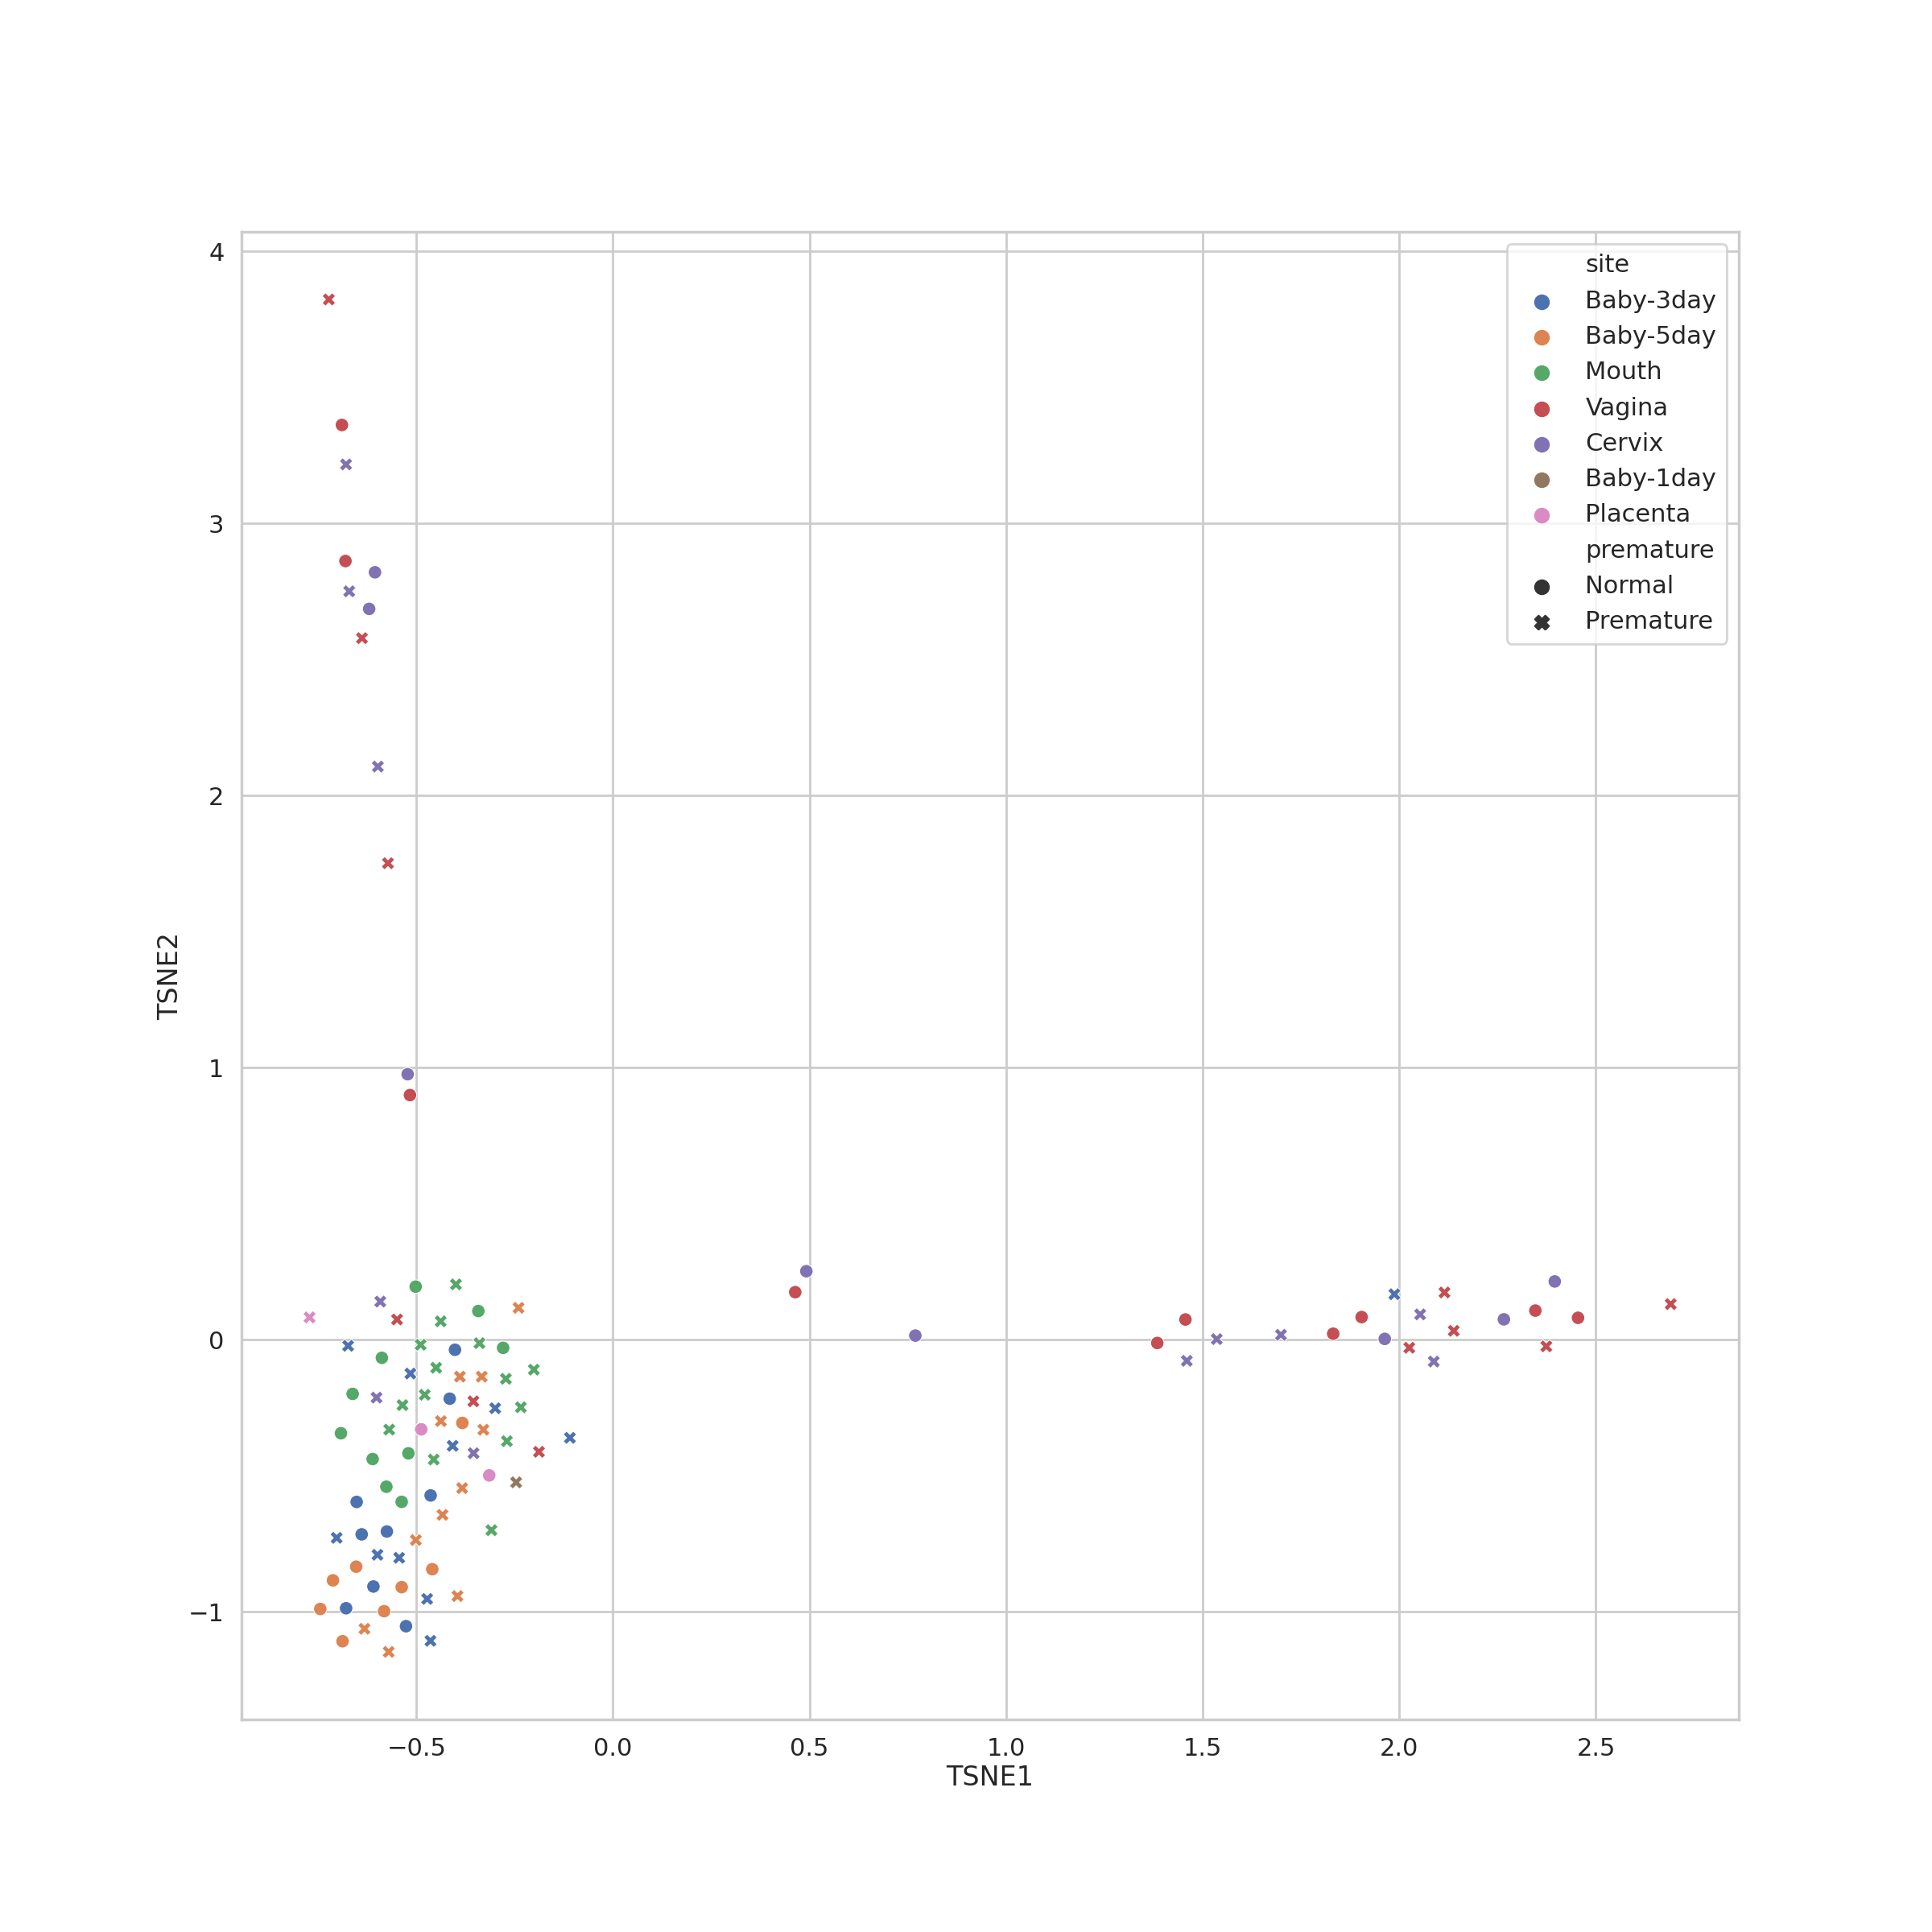 site
Baby-3day
Baby-5day
Mouth
Vagina
Cervix
Baby-1day
Placenta
premature
Normal
Premature
4
3
2
1
0
−1
TSNE2
−0.5 0.0 0.5 1.0 1.5 2.0 2.5
TSNE1